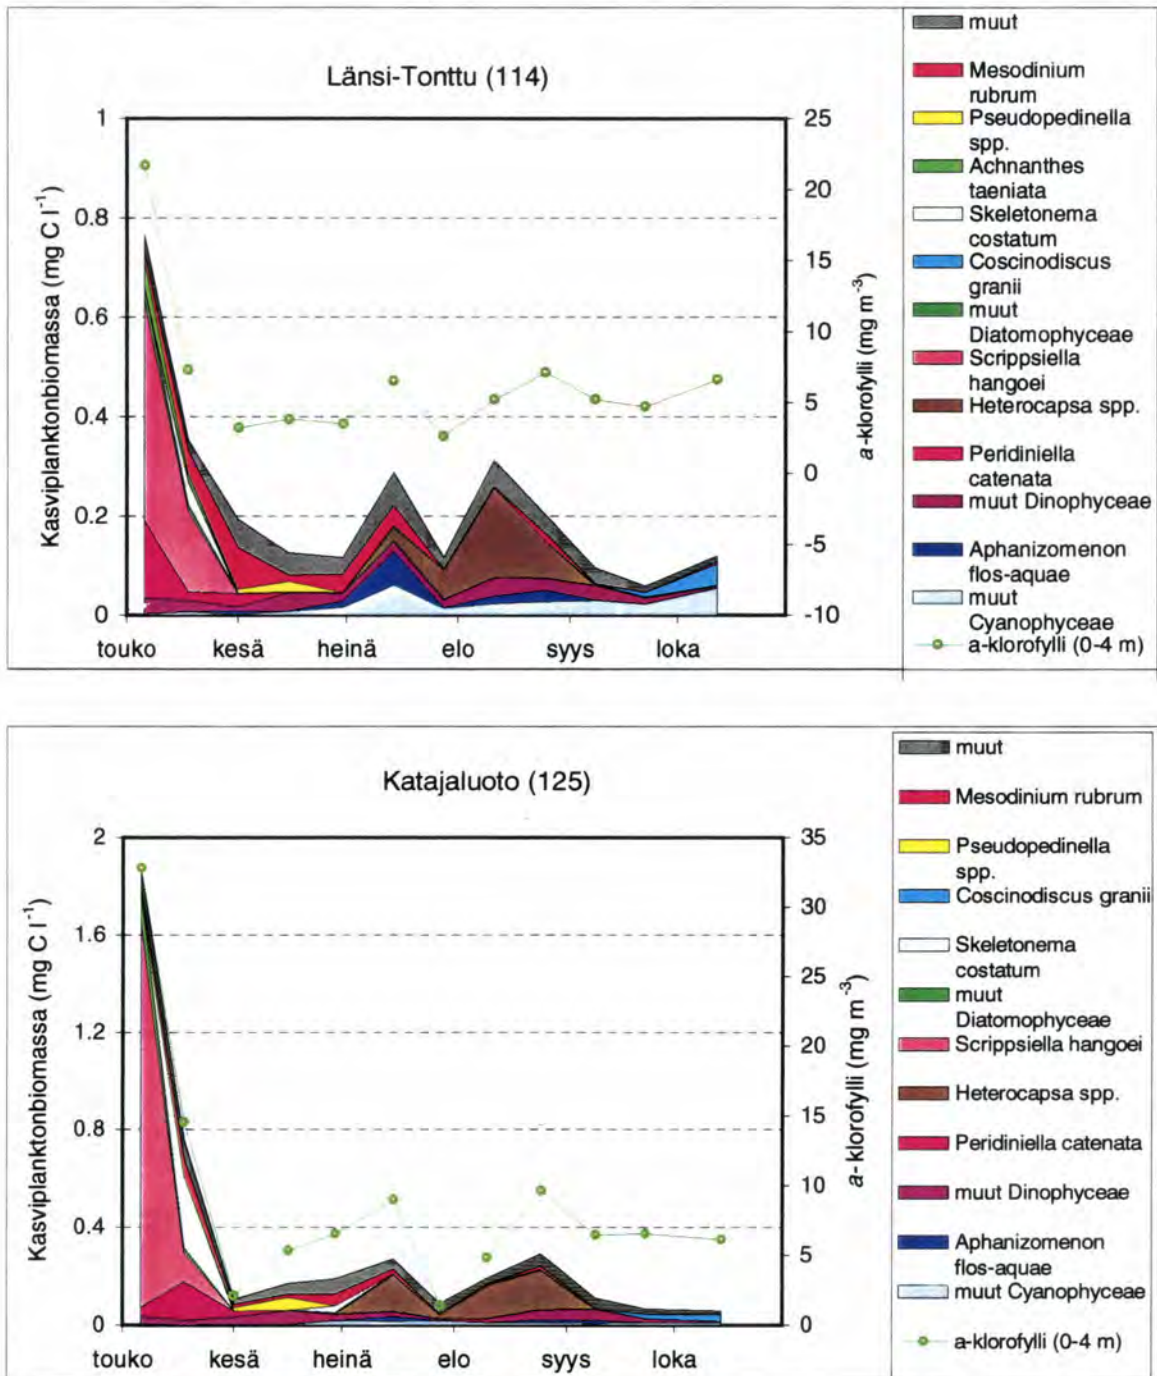 Länsi-Tonttu (114)
Kasviplanktonbiomassa (mg C l⁻¹)
1
0.8
0.6
0.4
0.2
0
touko kesä heinä elo syys loka
25
20
15
10
5
0
-5
-10
a-klorofylli (mg m⁻³)
muut
Mesodinium
rubrum
Pseudopedinella
spp.
Achnanthes
taeniata
Skeletonema
costatum
Coscinodiscus
granii
muut
Diatomophyceae
Scrippsiella
hangoei
Heterocapsa spp.
Peridiniella
catenata
muut Dinophyceae
Aphanizomenon
flos-aquae
muut
Cyanophyceae
a-klorofylli (0-4 m)
Katajaluoto (125)
Kasviplanktonbiomassa (mg C l⁻¹)
2
1.6
1.2
0.8
0.4
0
touko kesä heinä elo syys loka
35
30
25
20
15
10
5
0
a-klorofylli (mg m⁻³)
muut
Mesodinium rubrum
Pseudopedinella
spp.
Coscinodiscus granii
Skeletonema
costatum
muut
Diatomophyceae
Scrippsiella hangoei
Heterocapsa spp.
Peridiniella catenata
muut Dinophyceae
Aphanizomenon
flos-aquae
muut Cyanophyceae
a-klorofylli (0-4 m)